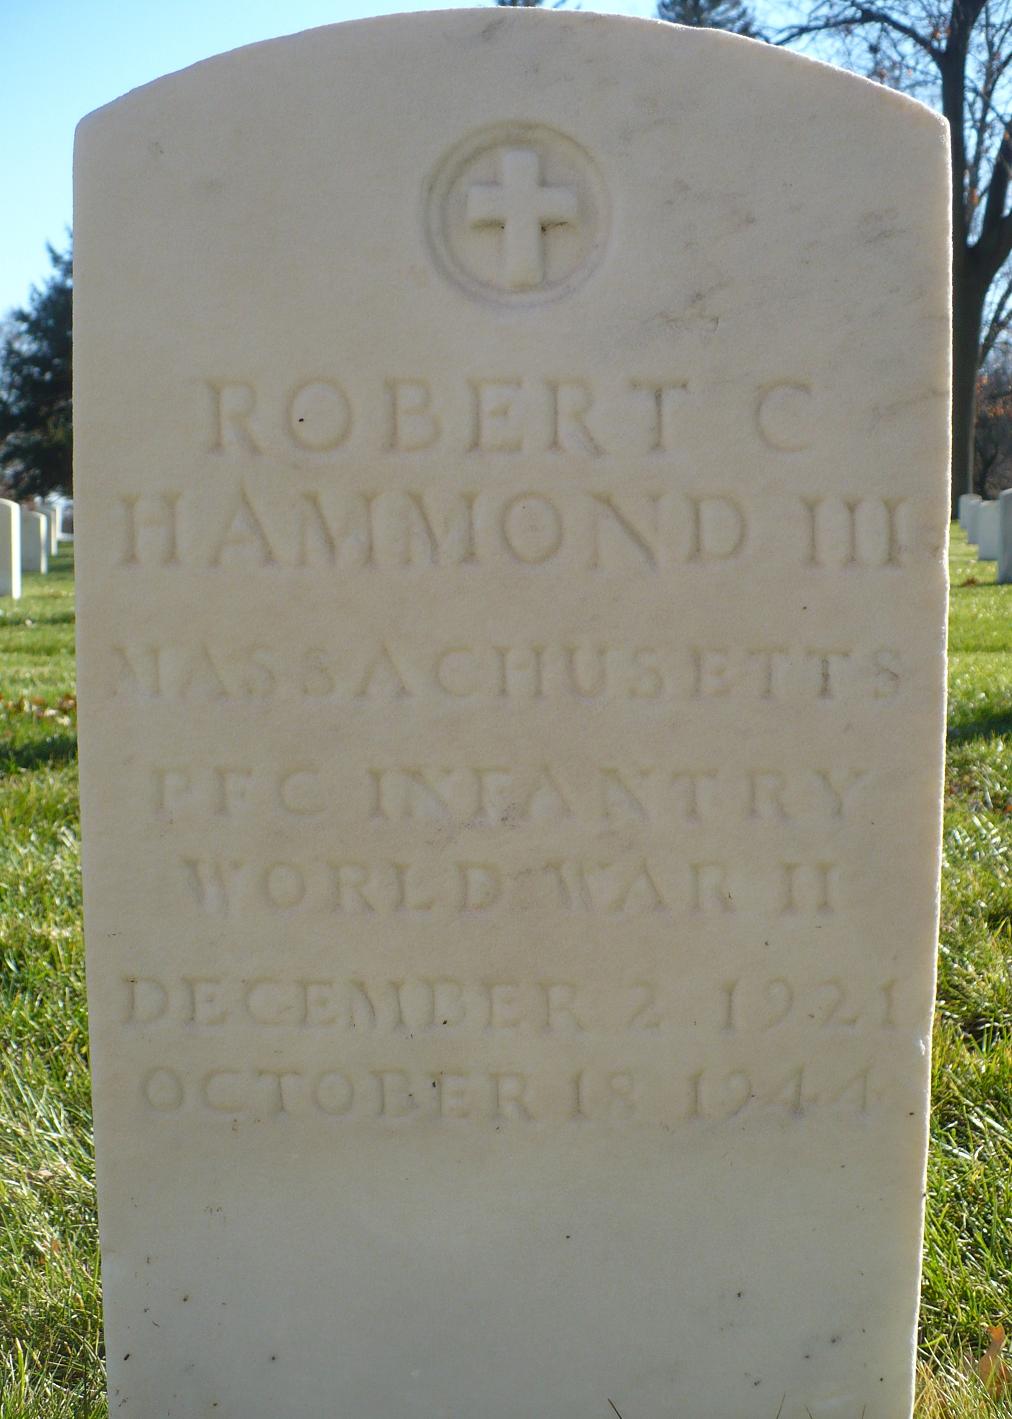 ROBERT C
HAMMOND III
MASSACHUSETTS
PFC INFANTRY
WORLD WAR II
DECEMBER 2 1921
OCTOBER 18 1944